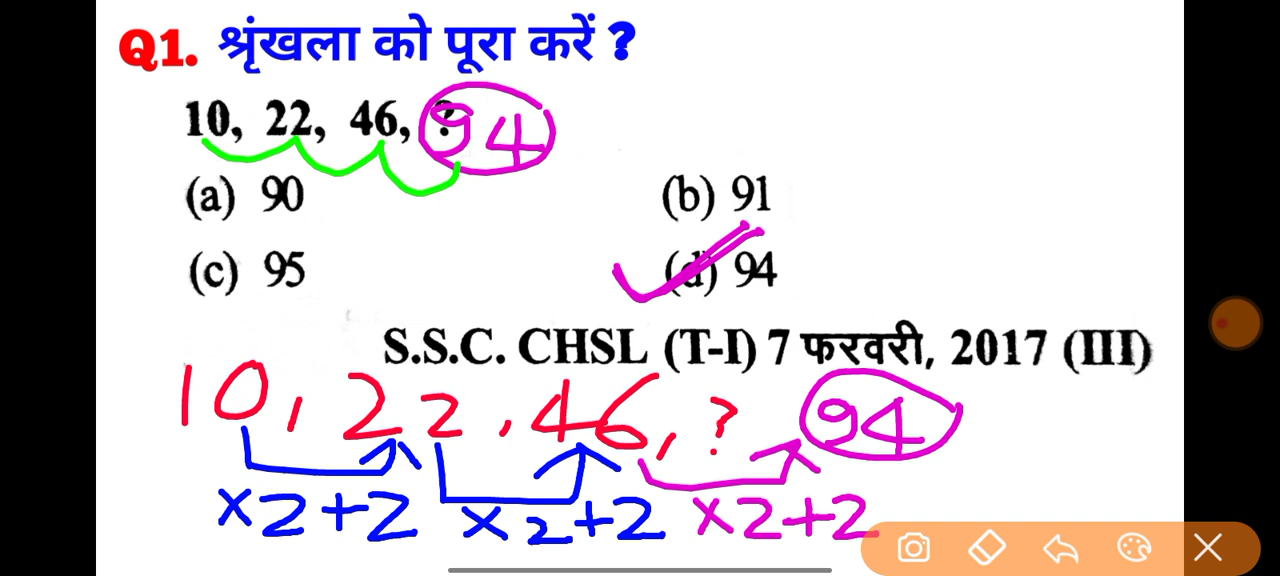 Q1. श्रृंखला को पूरा करें ?
10, 22, 46, ? 94
(a) 90 (b) 91
(c) 95 (d) 94
S.S.C. CHSL (T-I) 7 फरवरी, 2017 (III)
10, 22, 46, ? 94
×2+2 ×2+2 ×2+2